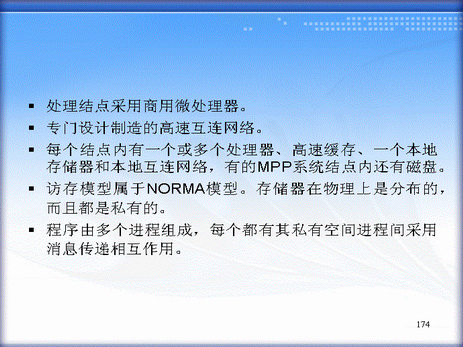 ▪ 处理结点采用商用微处理器。
▪ 专门设计制造的高速互连网络。
▪ 每个结点内有一个或多个处理器、高速缓存、一个本地
存储器和本地互连网络，有的MPP系统结点内还有磁盘。
▪ 访存模型属于NORMA模型。存储器在物理上是分布的，
而且都是私有的。
▪ 程序由多个进程组成，每个都有其私有空间进程间采用
消息传递相互作用。
174